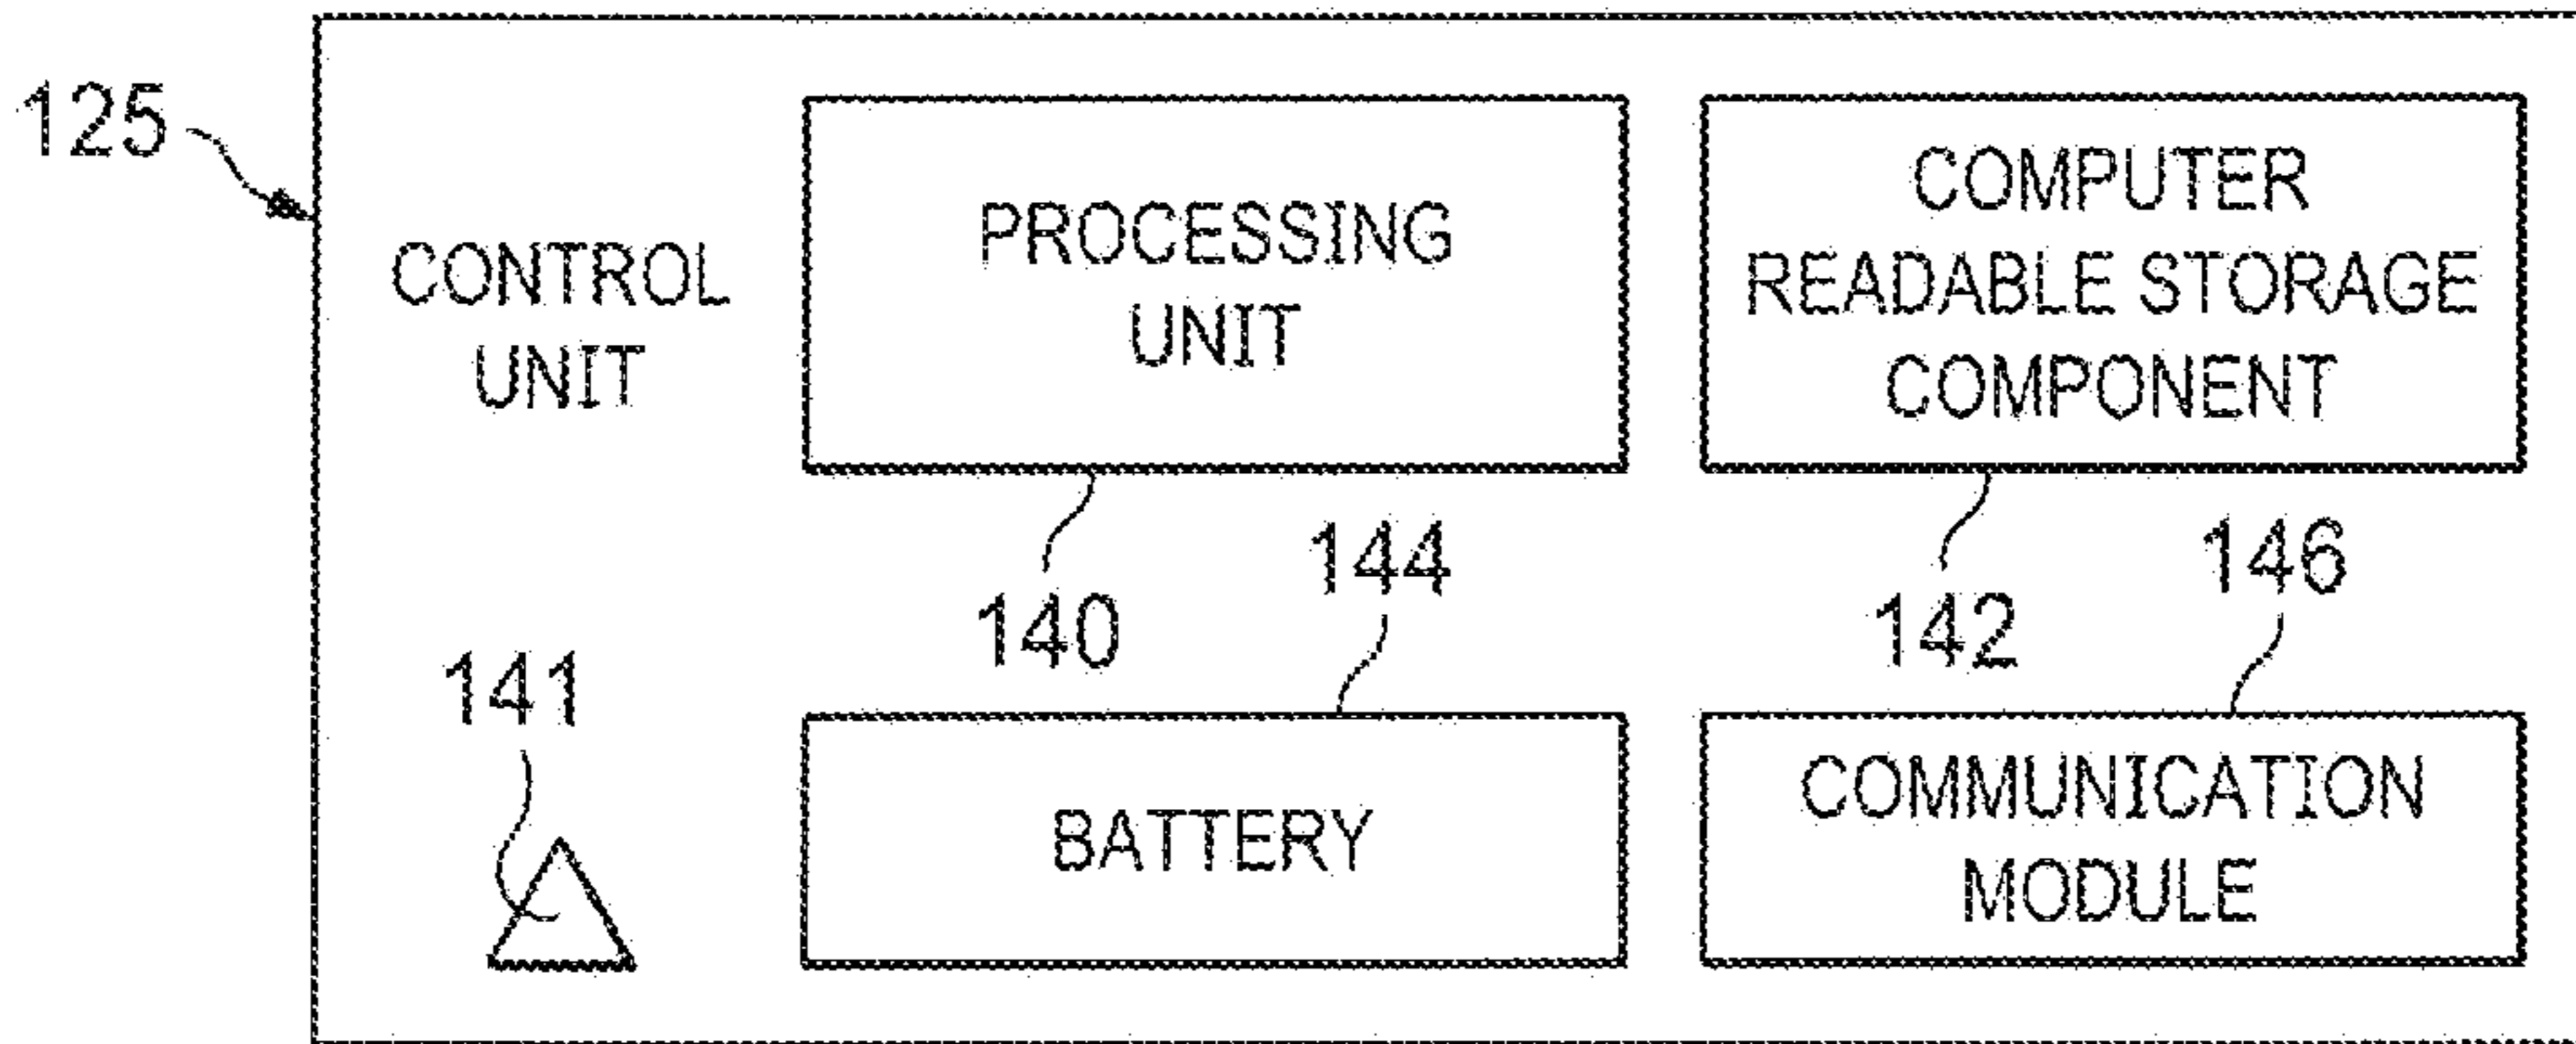 125
CONTROL
UNIT
PROCESSING
UNIT
COMPUTER
READABLE STORAGE
COMPONENT
140
144
142
146
141
BATTERY
COMMUNICATION
MODULE